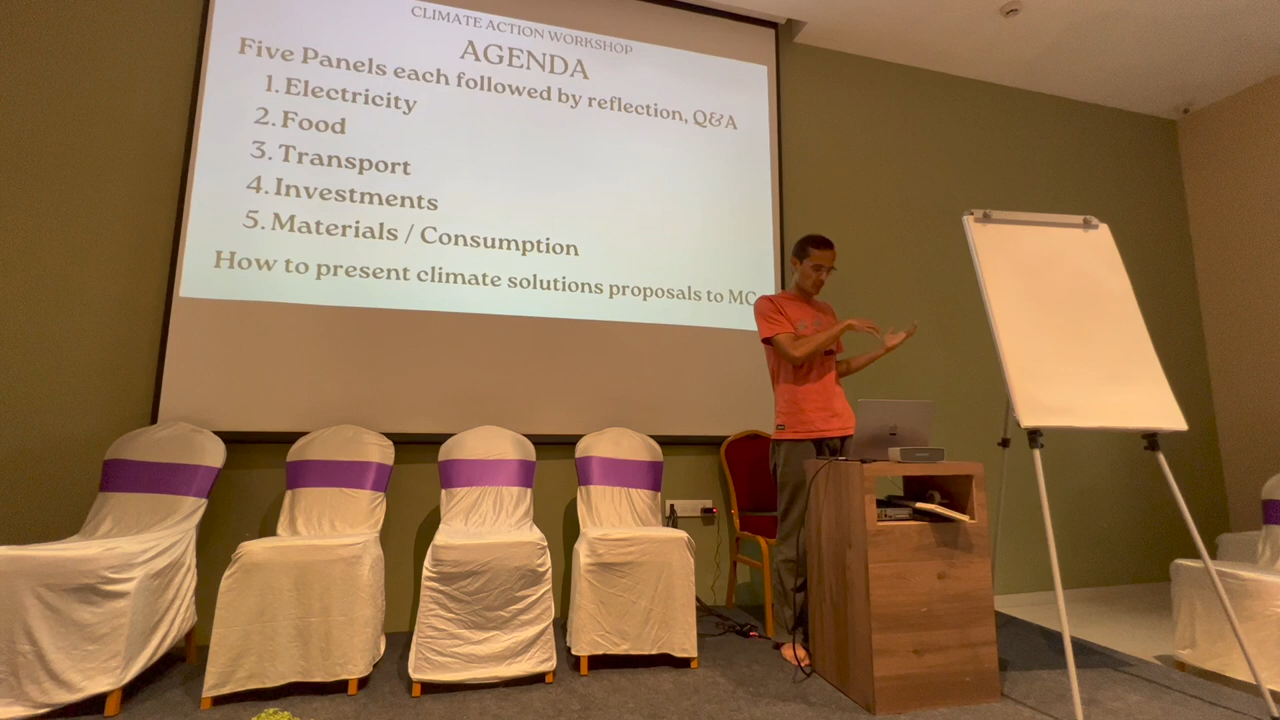 CLIMATE ACTION WORKSHOP
AGENDA
Five Panels each followed by reflection, Q&A
1. Electricity
2. Food
3. Transport
4. Investments
5. Materials / Consumption
How to present climate solutions proposals to MC